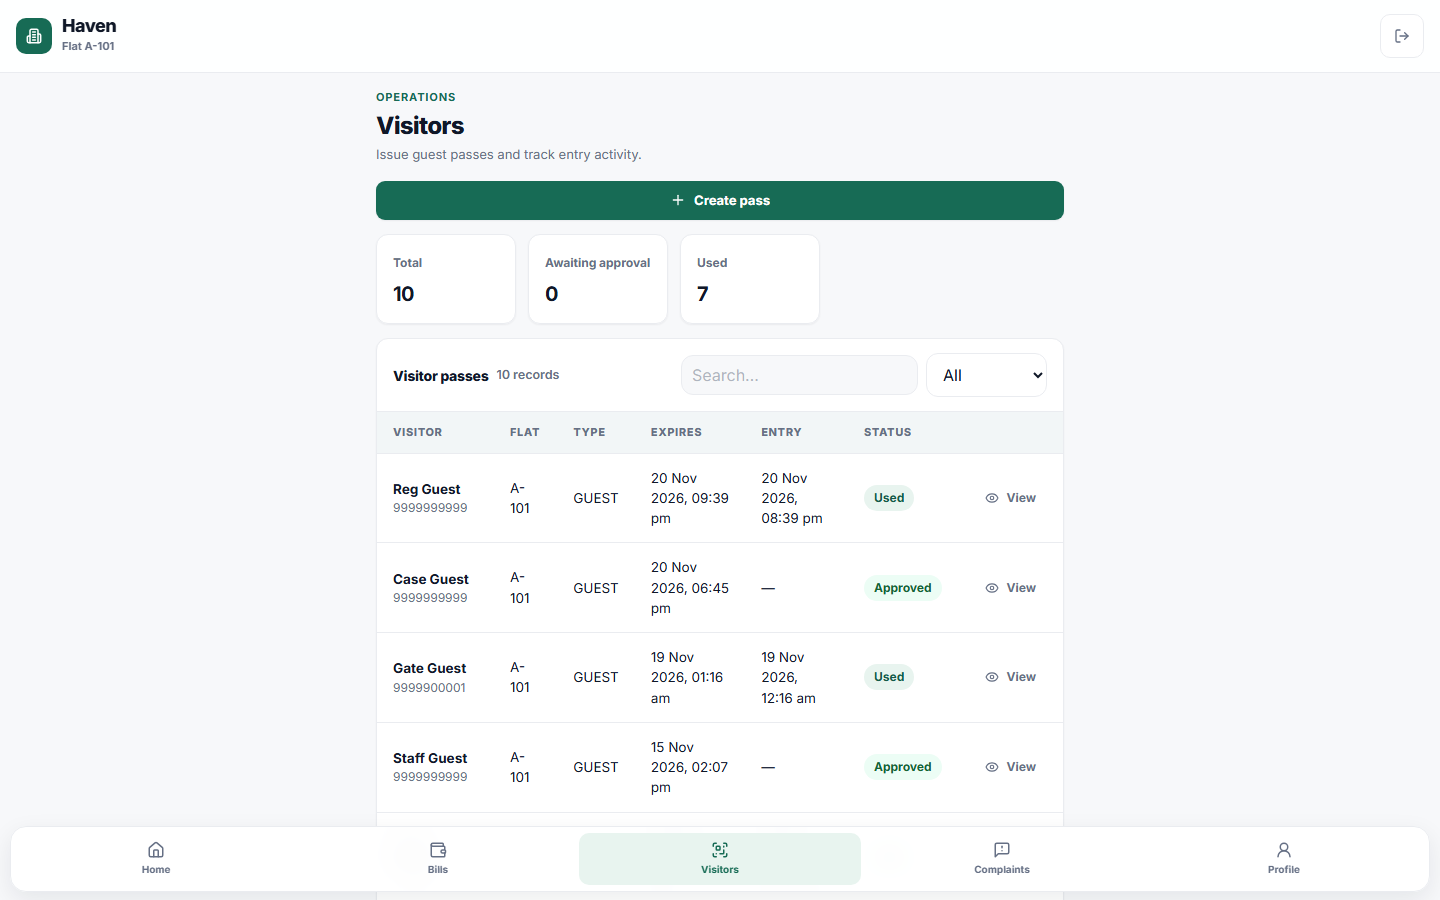 Haven
Flat A-101
OPERATIONS
Visitors
Issue guest passes and track entry activity.
Create pass
Total
10
Awaiting approval
0
Used
7
Visitor passes 10 records
Search...
All
VISITOR FLAT TYPE EXPIRES ENTRY STATUS
Reg Guest
9999999999
A-
101
GUEST
20 Nov
2026, 09:39
pm
20 Nov
2026,
08:39 pm
Used
View
Case Guest
9999999999
A-
101
GUEST
20 Nov
2026, 06:45
pm
—
Approved
View
Gate Guest
9999900001
A-
101
GUEST
19 Nov
2026, 01:16
am
19 Nov
2026,
12:16 am
Used
View
Staff Guest
9999999999
A-
101
GUEST
15 Nov
2026, 02:07
pm
—
Approved
View
Home
Bills
Visitors
Complaints
Profile